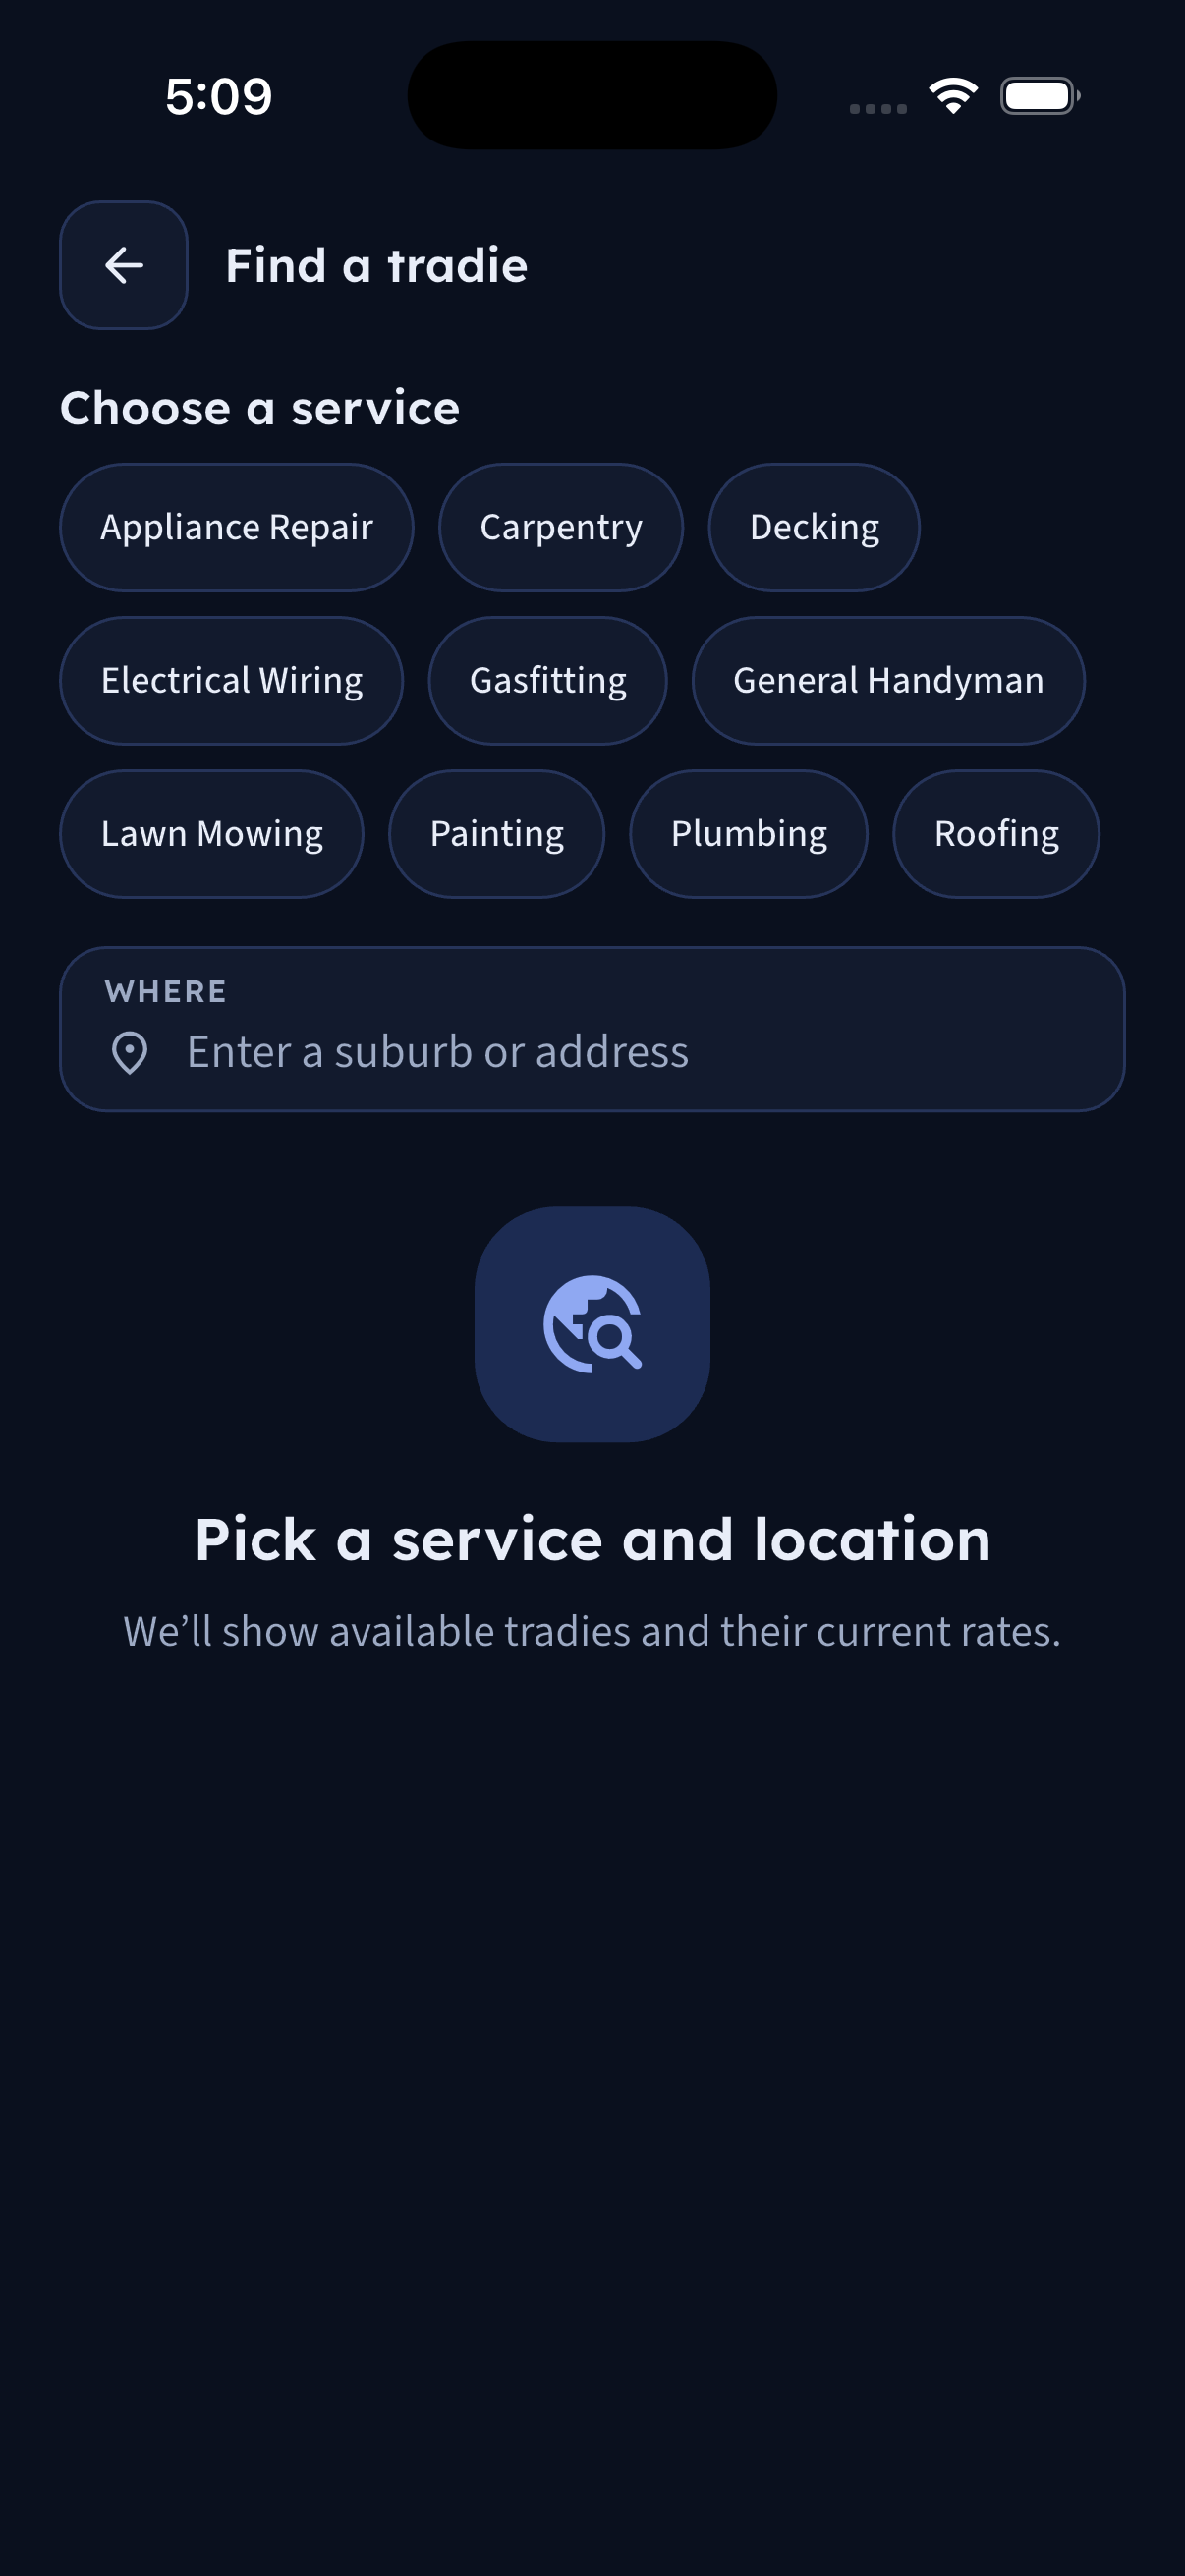 5:09
Find a tradie
Choose a service
Appliance Repair Carpentry Decking
Electrical Wiring Gasfitting General Handyman
Lawn Mowing Painting Plumbing Roofing
WHERE
Enter a suburb or address
Pick a service and location
We’ll show available tradies and their current rates.